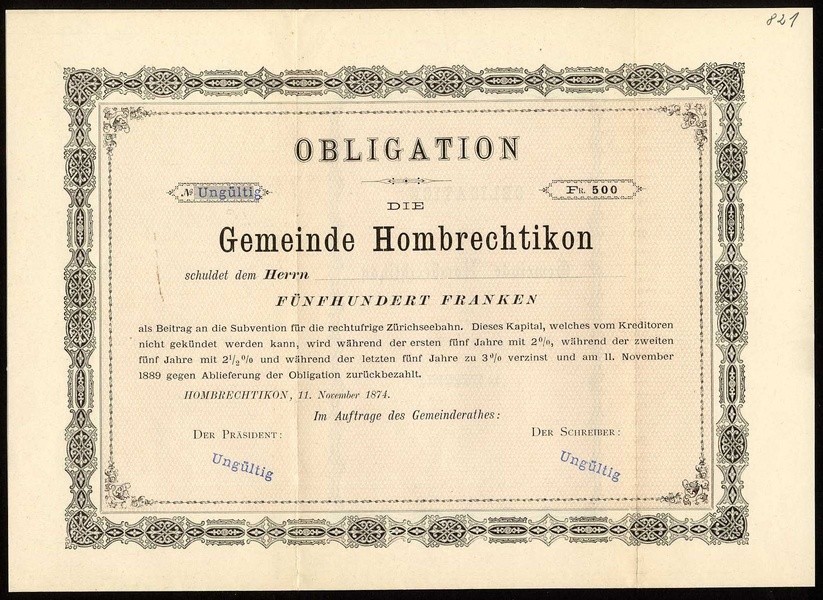 821
OBLIGATION
№ Ungültig
FR. 500
DIE
Gemeinde Hombrechtikon
schuldet dem Herrn
FÜNFHUNDERT FRANKEN
als Beitrag an die Subvention für die rechtufrige Zürichseebahn. Dieses Kapital, welches vom Kreditoren
nicht gekündet werden kann, wird während der ersten fünf Jahre mit 2%, während der zweiten
fünf Jahre mit 2½% und während der letzten fünf Jahre zu 3% verzinst und am 11. November
1889 gegen Ablieferung der Obligation zurückbezahlt.
HOMBRECHTIKON, 11. November 1874.
Im Auftrage des Gemeinderathes:
DER PRÄSIDENT:
DER SCHREIBER:
Ungültig
Ungültig